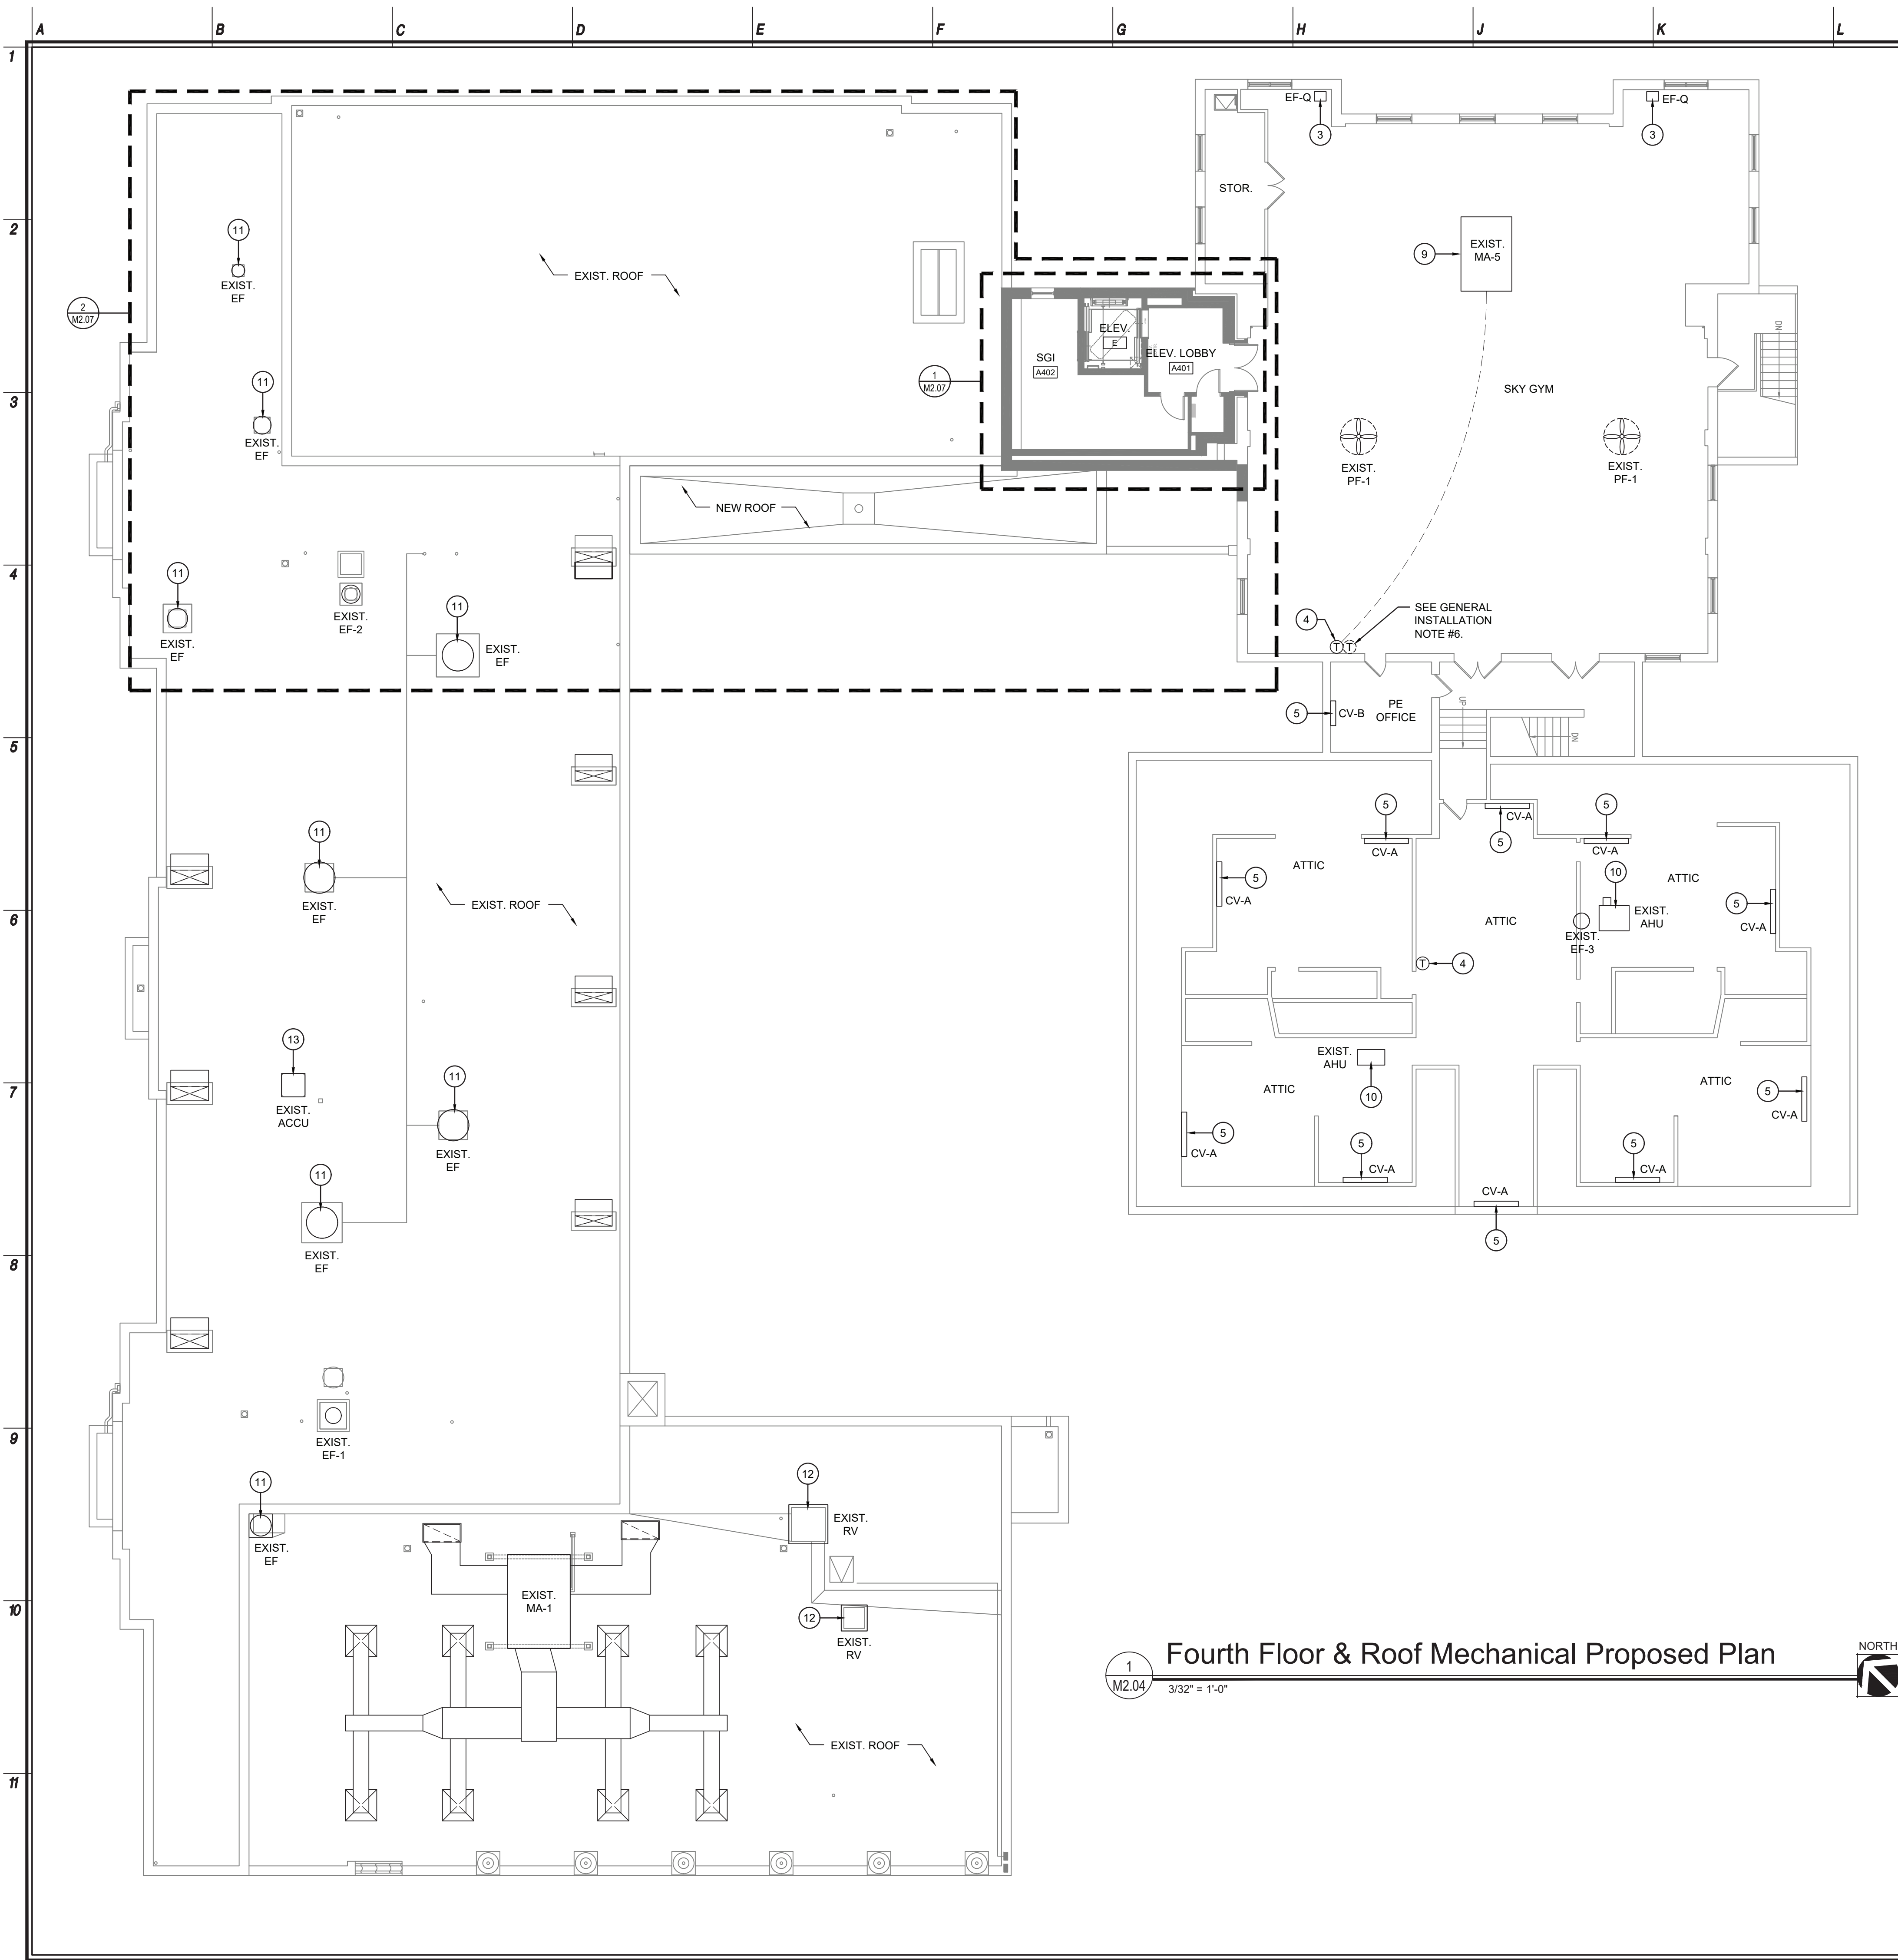 A B C D E F G H J K L
1
EF-Q
3
EF-Q
3
STOR.
2
11
EXIST.
EF
EXIST. ROOF
9
EXIST.
MA-5
2
M2.07
DN
ELEV.
E
SGI
A402
ELEV. LOBBY
A401
1
M2.07
3
11
EXIST.
EF
SKY GYM
EXIST.
PF-1
EXIST.
PF-1
NEW ROOF
4
11
EXIST.
EF
EXIST.
EF-2
11
EXIST.
EF
4
T T
SEE GENERAL
INSTALLATION
NOTE #6.
5
CV-B
PE
OFFICE
UP
DN
5
11
EXIST.
EF
EXIST. ROOF
5
CV-A
5
CV-A
5
CV-A
ATTIC
5
CV-A
10
EXIST.
AHU
ATTIC
5
CV-A
6
ATTIC
EXIST.
EF-3
T
4
13
EXIST.
ACCU
11
EXIST.
EF
EXIST.
AHU
10
ATTIC
ATTIC
5
CV-A
7
5
CV-A
5
CV-A
5
CV-A
CV-A
5
11
EXIST.
EF
8
EXIST.
EF-1
9
11
EXIST.
EF
12
EXIST.
RV
EXIST.
MA-1
10
12
EXIST.
RV
EXIST. ROOF
11
1
M2.04
Fourth Floor & Roof Mechanical Proposed Plan
3/32" = 1'-0"
NORTH